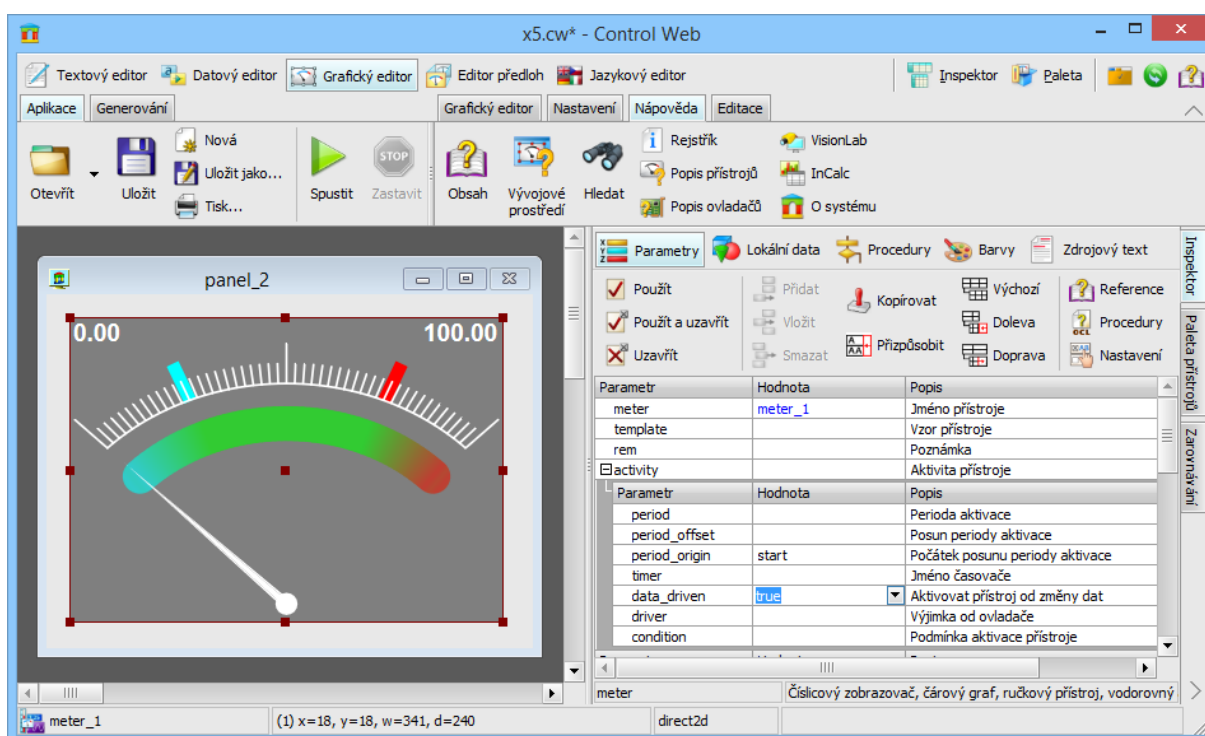 x5.cw* - Control Web
Textový editor Datový editor Grafický editor Editor předloh Jazykový editor Inspektor Paleta
Aplikace Generování Grafický editor Nastavení Nápověda Editace
Otevřít
Uložit
Nová
Uložit jako...
Tisk...
Spustit
STOP
Zastavit
Obsah
Vývojové
prostředí
Hledat
Rejstřík
Popis přístrojů
Popis ovladačů
VisionLab
InCalc
O systému
panel_2
0.00 100.00
Parametry Lokální data Procedury Barvy Zdrojový text
Použít
Použít a uzavřít
Uzavřít
Přidat
Vložit
Smazat
Kopírovat
Přizpůsobit
Výchozí
Doleva
Doprava
Reference
Procedury
Nastavení
Parametr Hodnota Popis
meter meter_1 Jméno přístroje
template Vzor přístroje
rem Poznámka
activity Aktivita přístroje
Parametr Hodnota Popis
period Perioda aktivace
period_offset Posun periody aktivace
period_origin start Počátek posunu periody aktivace
timer Jméno časovače
data_driven true Aktivovat přístroj od změny dat
driver Výjimka od ovladače
condition Podmínka aktivace přístroje
meter Číslicový zobrazovač, čárový graf, ručkový přístroj, vodorovný
Inspektor
Paleta přístrojů
Zarovnávání
meter_1 (1) x=18, y=18, w=341, d=240 direct2d